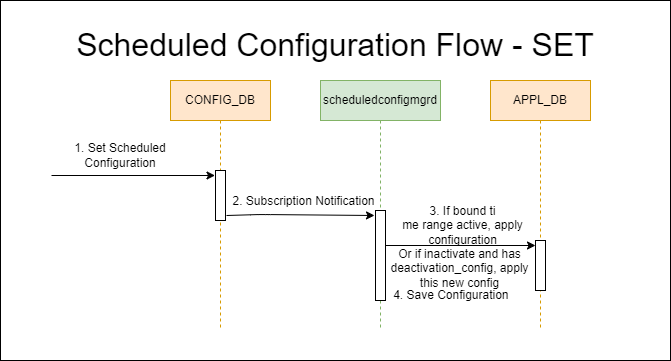 Scheduled Configuration Flow - SET
CONFIG_DB
scheduledconfigmgrd
APPL_DB
1. Set Scheduled
Configuration
2. Subscription Notification
3. If bound ti
me range active, apply
configuration
Or if inactivate and has
deactivation_config, apply
this new config
4. Save Configuration